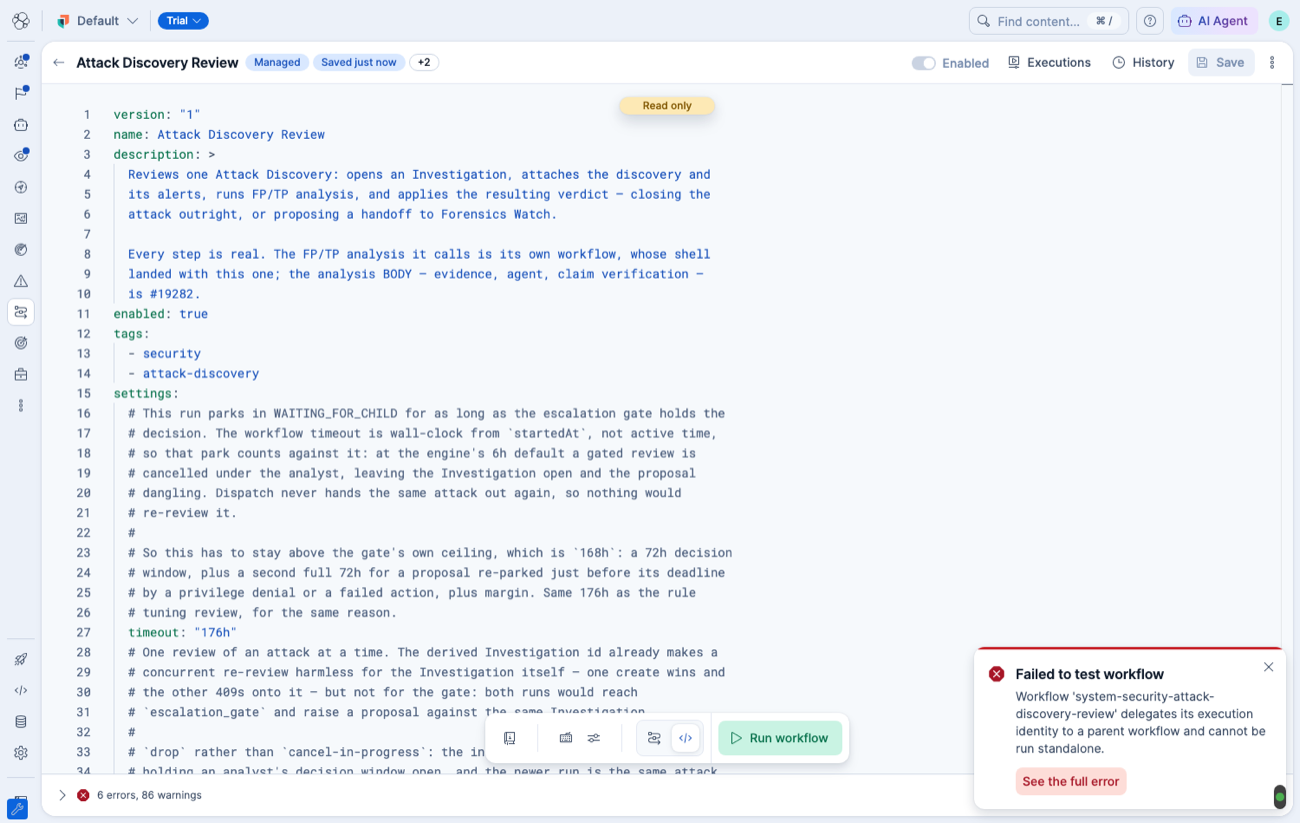 Default
Trial
Find content...
⌘ /
AI Agent
E
Attack Discovery Review
Managed
Saved just now
+2
Enabled
Executions
History
Save
Read only
1 version: "1"
2 name: Attack Discovery Review
3 description: >
4 Reviews one Attack Discovery: opens an Investigation, attaches the discovery and
5 its alerts, runs FP/TP analysis, and applies the resulting verdict — closing the
6 attack outright, or proposing a handoff to Forensics Watch.
7
8 Every step is real. The FP/TP analysis it calls is its own workflow, whose shell
9 landed with this one; the analysis BODY — evidence, agent, claim verification —
10 is #19282.
11 enabled: true
12 tags:
13 - security
14 - attack-discovery
15 settings:
16 # This run parks in WAITING_FOR_CHILD for as long as the escalation gate holds the
17 # decision. The workflow timeout is wall-clock from `startedAt`, not active time,
18 # so that park counts against it: at the engine's 6h default a gated review is
19 # cancelled under the analyst, leaving the Investigation open and the proposal
20 # dangling. Dispatch never hands the same attack out again, so nothing would
21 # re-review it.
22 #
23 # So this has to stay above the gate's own ceiling, which is `168h`: a 72h decision
24 # window, plus a second full 72h for a proposal re-parked just before its deadline
25 # by a privilege denial or a failed action, plus margin. Same 176h as the rule
26 # tuning review, for the same reason.
27 timeout: "176h"
28 # One review of an attack at a time. The derived Investigation id already makes a
29 # concurrent re-review harmless for the Investigation itself — one create wins and
30 # the other 409s onto it — but not for the gate: both runs would reach
31 # `escalation_gate` and raise a proposal against the same Investigation
32 #
33 # `drop` rather than `cancel-in-progress`: the in
34 # holding an analyst's decision window open, and the newer run is the same attack
Run workflow
Failed to test workflow
Workflow 'system-security-attack-
discovery-review' delegates its execution
identity to a parent workflow and cannot be
run standalone.
See the full error
6 errors, 86 warnings